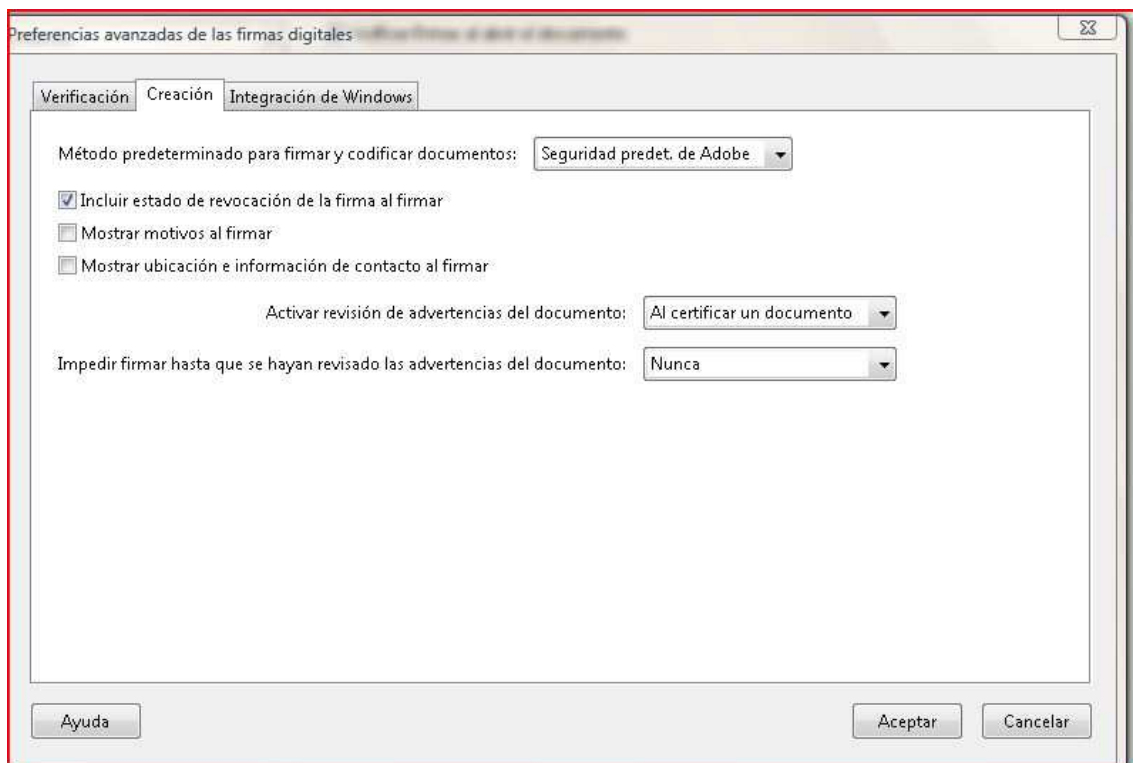 Preferencias avanzadas de las firmas digitales
Verificación Creación Integración de Windows
Método predeterminado para firmar y codificar documentos: Seguridad predet. de Adobe
Incluir estado de revocación de la firma al firmar
Mostrar motivos al firmar
Mostrar ubicación e información de contacto al firmar
Activar revisión de advertencias del documento: Al certificar un documento
Impedir firmar hasta que se hayan revisado las advertencias del documento: Nunca
Ayuda Aceptar Cancelar